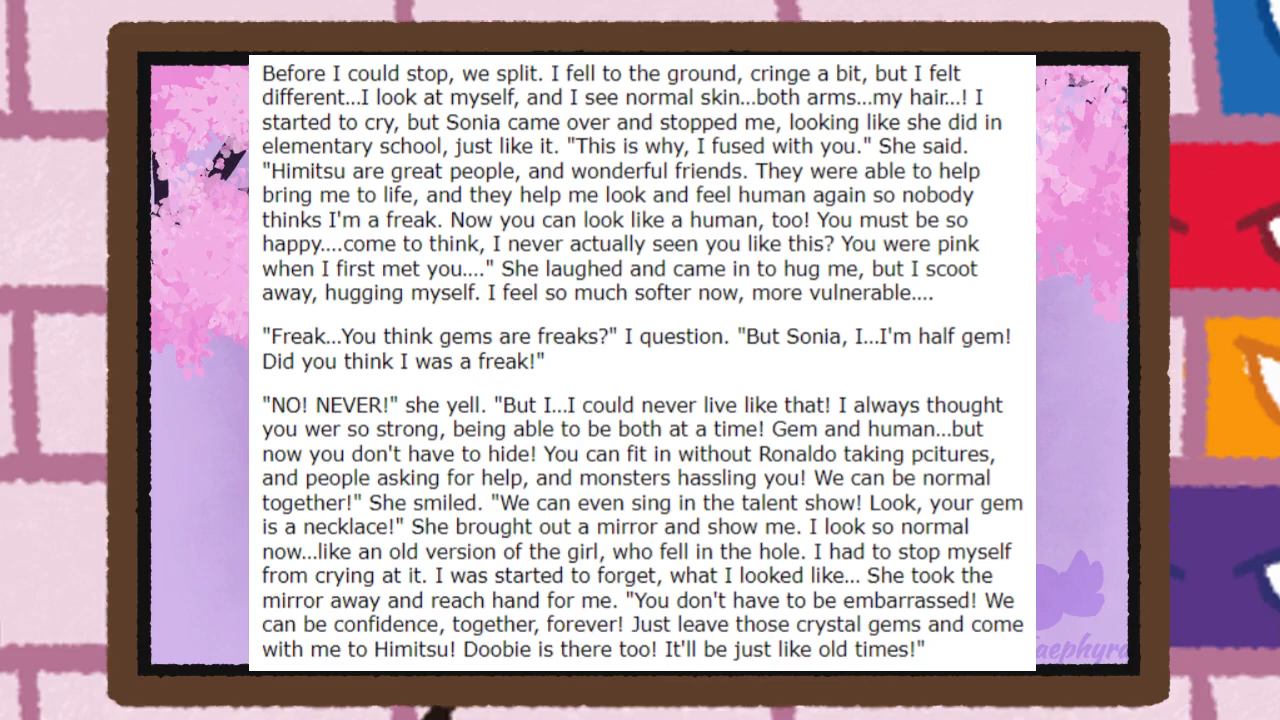 Before I could stop, we split. I fell to the ground, cringe a bit, but I felt
different...I look at myself, and I see normal skin...both arms...my hair...! I
started to cry, but Sonia came over and stopped me, looking like she did in
elementary school, just like it. "This is why, I fused with you." She said.
"Himitsu are great people, and wonderful friends. They were able to help
bring me to life, and they help me look and feel human again so nobody
thinks I'm a freak. Now you can look like a human, too! You must be so
happy....come to think, I never actually seen you like this? You were pink
when I first met you...." She laughed and came in to hug me, but I scoot
away, hugging myself. I feel so much softer now, more vulnerable....
"Freak...You think gems are freaks?" I question. "But Sonia, I...I'm half gem!
Did you think I was a freak!"
"NO! NEVER!" she yell. "But I...I could never live like that! I always thought
you wer so strong, being able to be both at a time! Gem and human...but
now you don't have to hide! You can fit in without Ronaldo taking pcitures,
and people asking for help, and monsters hassling you! We can be normal
together!" She smiled. "We can even sing in the talent show! Look, your gem
is a necklace!" She brought out a mirror and show me. I look so normal
now...like an old version of the girl, who fell in the hole. I had to stop myself
from crying at it. I was started to forget, what I looked like... She took the
mirror away and reach hand for me. "You don't have to be embarrassed! We
can be confidence, together, forever! Just leave those crystal gems and come
with me to Himitsu! Doobie is there too! It'll be just like old times!"